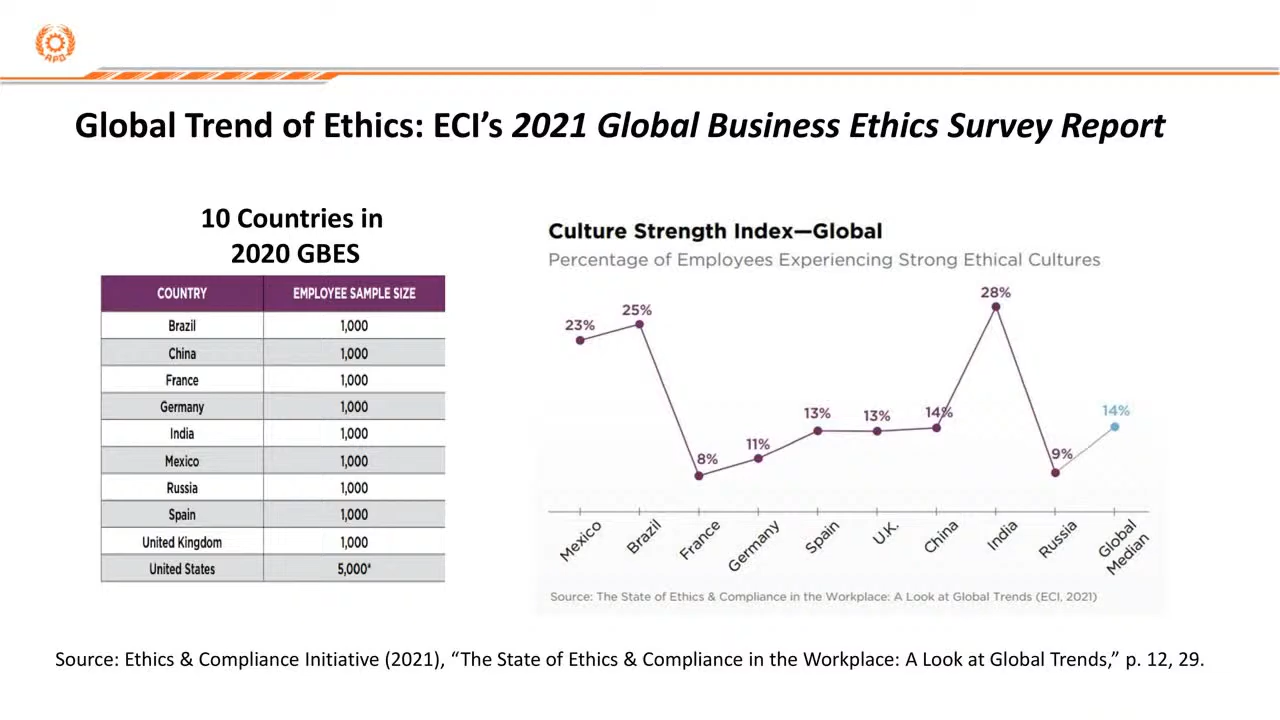 APO
Global Trend of Ethics: ECI’s 2021 Global Business Ethics Survey Report
10 Countries in
2020 GBES
COUNTRY EMPLOYEE SAMPLE SIZE
Brazil 1,000
China 1,000
France 1,000
Germany 1,000
India 1,000
Mexico 1,000
Russia 1,000
Spain 1,000
United Kingdom 1,000
United States 5,000*
Culture Strength Index—Global
Percentage of Employees Experiencing Strong Ethical Cultures
23% 25% 8% 11% 13% 13% 14% 28% 9% 14%
Mexico Brazil France Germany Spain U.K. China India Russia Global
Median
Source: The State of Ethics & Compliance in the Workplace: A Look at Global Trends (ECI, 2021)
Source: Ethics & Compliance Initiative (2021), “The State of Ethics & Compliance in the Workplace: A Look at Global Trends,” p. 12, 29.